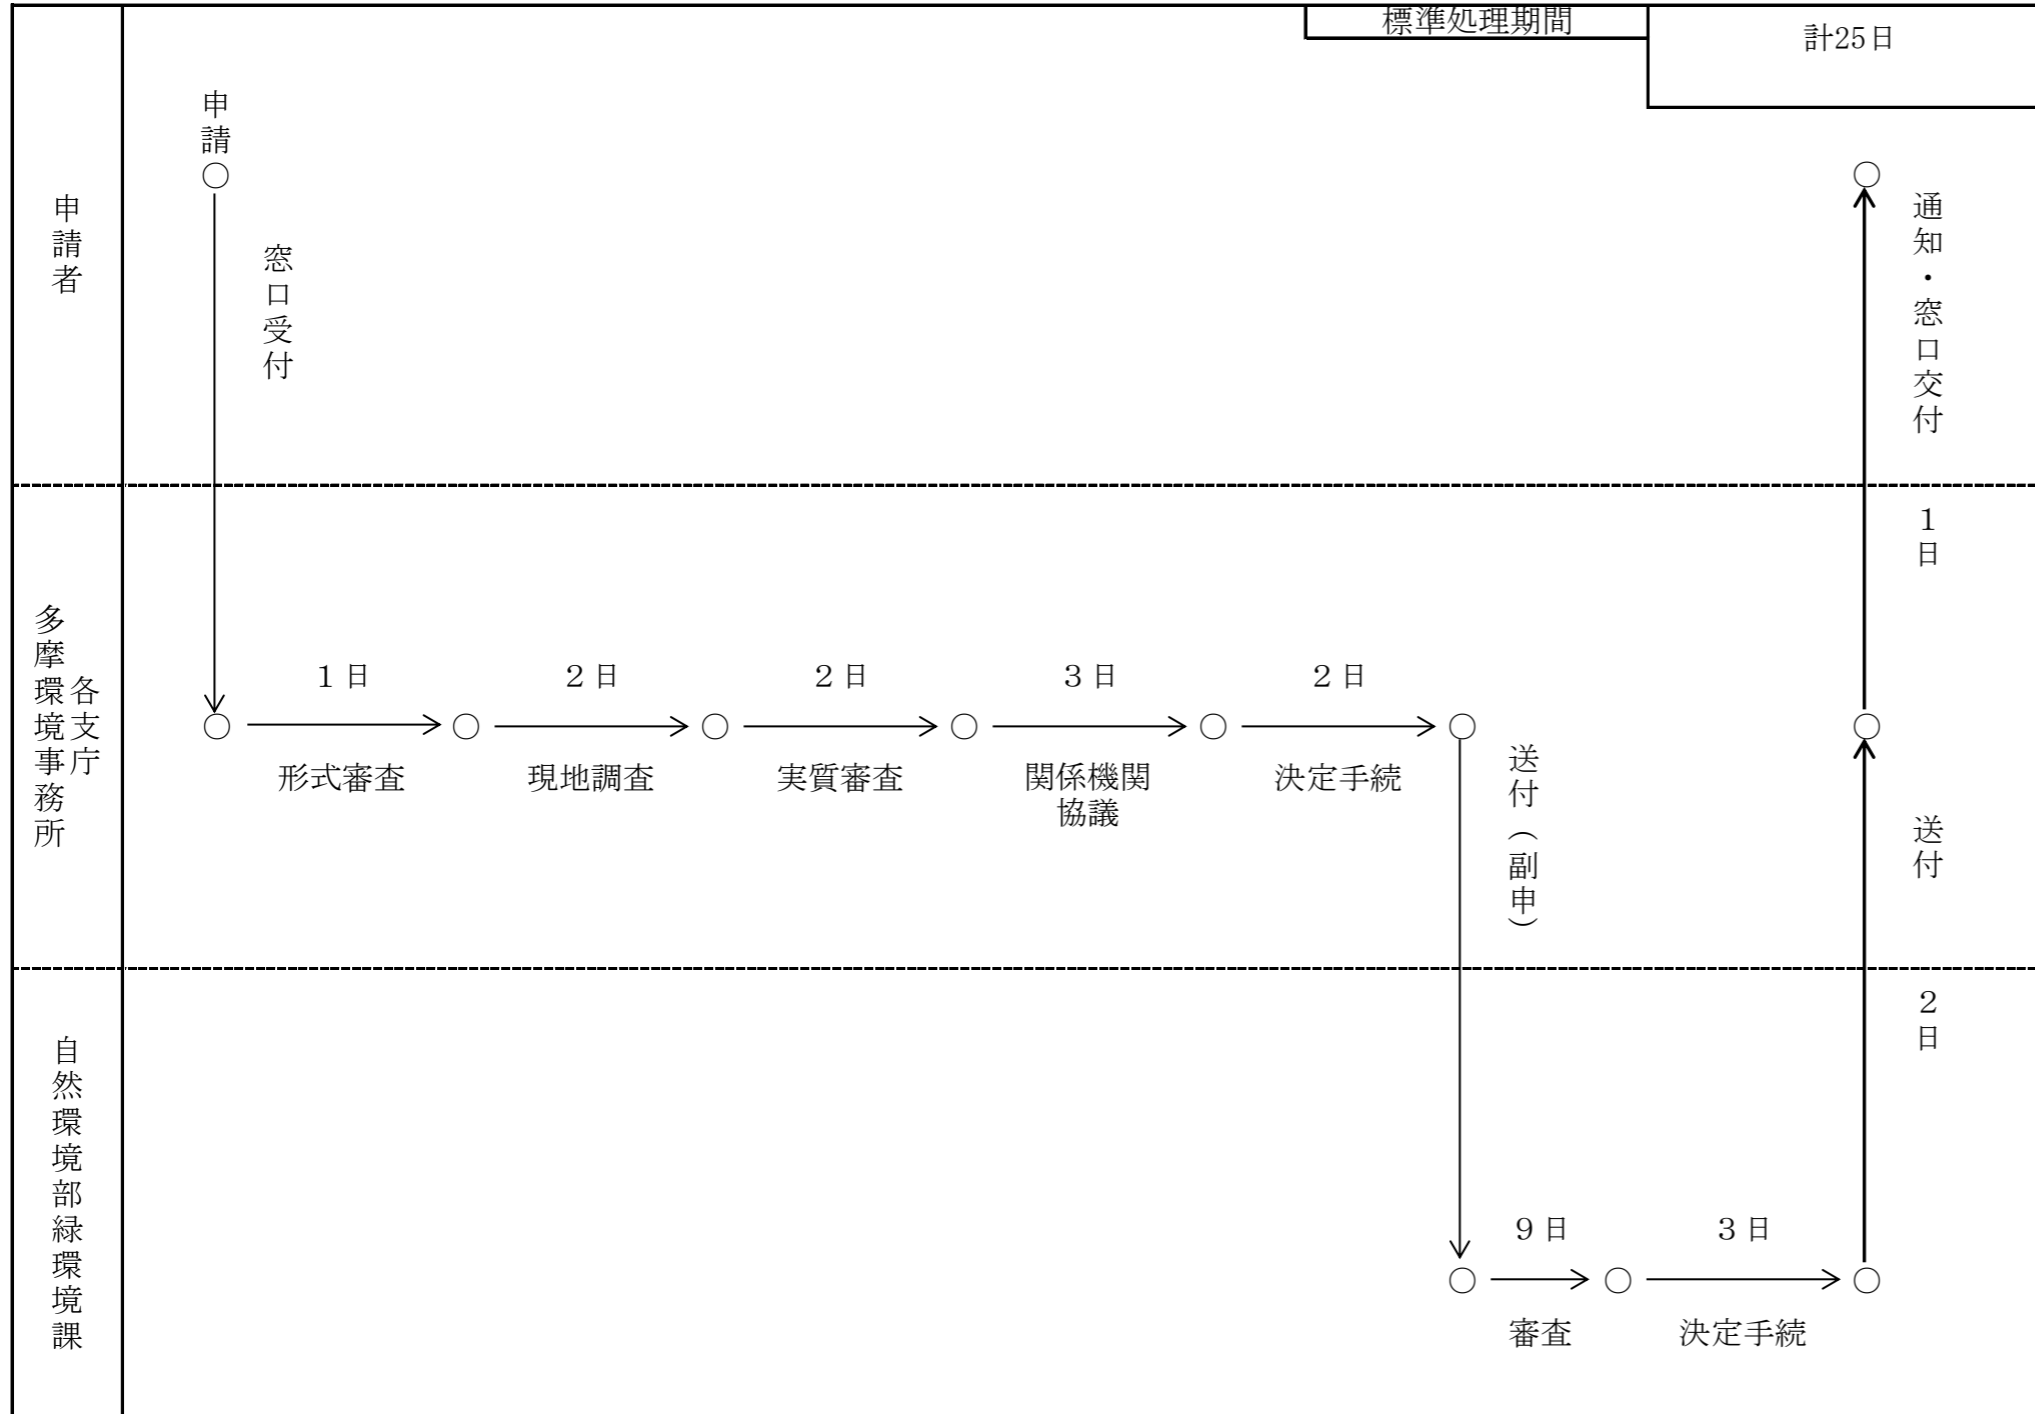 標準処理期間
計25日
申請者
申請
窓口受付
通知・窓口交付
多摩環境事務所
各支庁
1日
1日
形式審査
2日
現地調査
2日
実質審査
3日
関係機関
協議
2日
決定手続
送付（副申）
送付
自然環境部緑環境課
2日
9日
審査
3日
決定手続